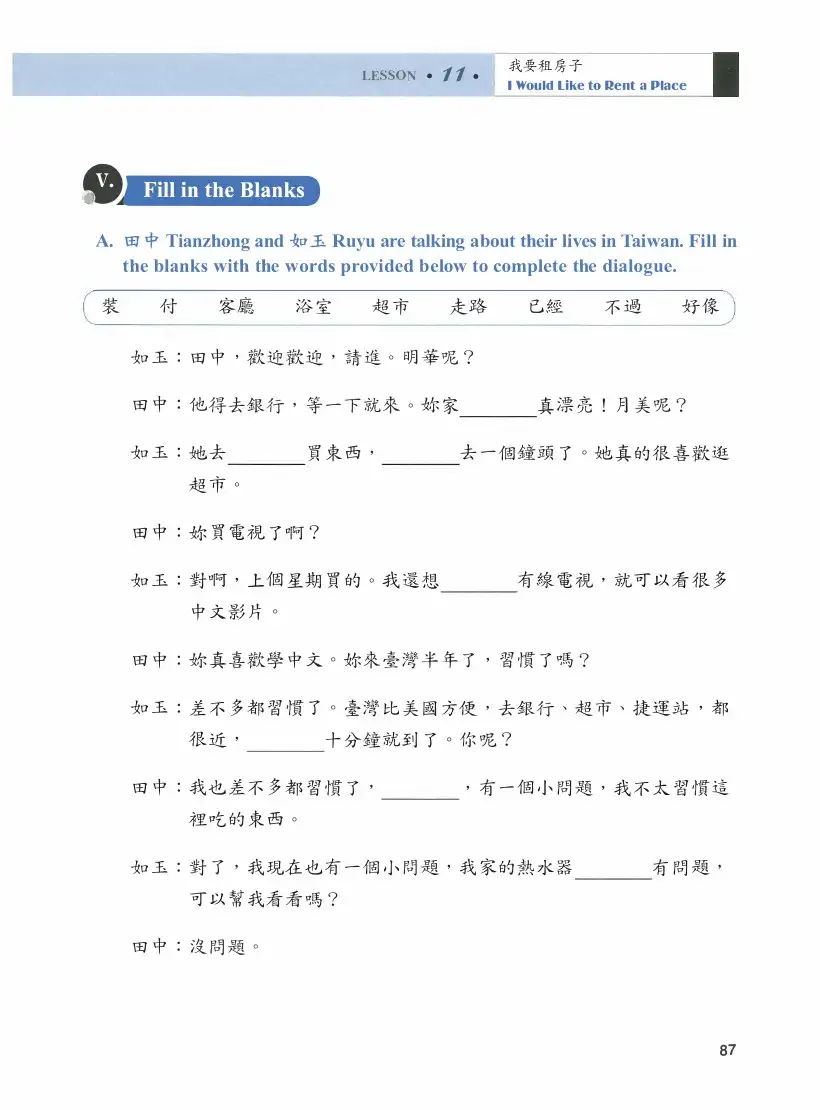 LESSON • 11 •
我要租房子
I Would Like to Rent a Place
V. Fill in the Blanks
A. 田中 Tianzhong and 如玉 Ruyu are talking about their lives in Taiwan. Fill in
the blanks with the words provided below to complete the dialogue.
裝 付 客廳 浴室 超市 走路 已經 不過 好像
如玉：田中，歡迎歡迎，請進。明華呢？
田中：他得去銀行，等一下就來。妳家________真漂亮！月美呢？
如玉：她去________買東西，________去一個鐘頭了。她真的很喜歡逛
超市。
田中：妳買電視了啊？
如玉：對啊，上個星期買的。我還想________有線電視，就可以看很多
中文影片。
田中：妳真喜歡學中文。妳來臺灣半年了，習慣了嗎？
如玉：差不多都習慣了。臺灣比美國方便，去銀行、超市、捷運站，都
很近，________十分鐘就到了。你呢？
田中：我也差不多都習慣了，________，有一個小問題，我不太習慣這
裡吃的東西。
如玉：對了，我現在也有一個小問題，我家的熱水器________有問題，
可以幫我看看嗎？
田中：沒問題。
87